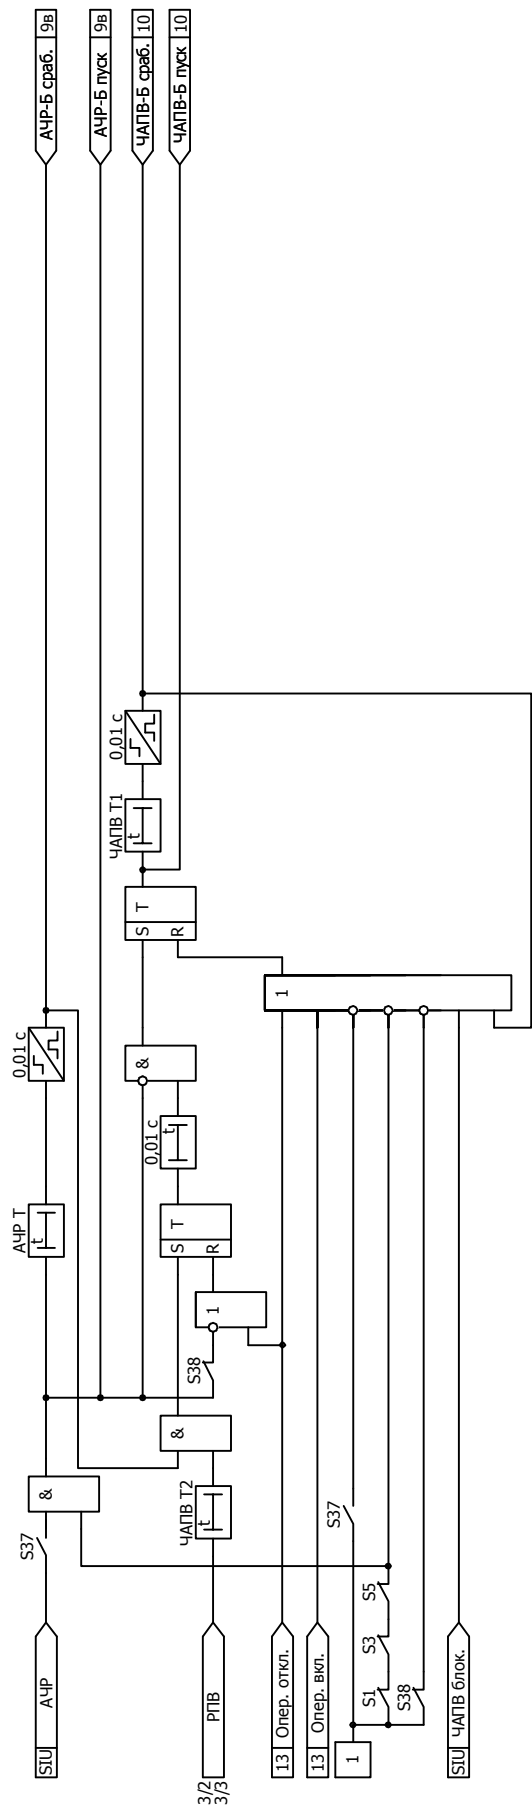 АЧР-Б сраб. 9в
АЧР-Б пуск 9в
ЧАПВ-Б сраб. 10
ЧАПВ-Б пуск 10
0,01 с
ЧАПВ Т1
t
S T
R
1
0,01 с
&
0,01 с
t
АЧР Т
t
S T
R
1
S38
&
&
ЧАПВ Т2
t
S37
S37
S5
S3
S1
S38
SIU АЧР
3/2
3/3
РПВ
13 Опер. откл.
13 Опер. вкл.
1
SIU ЧАПВ блок.